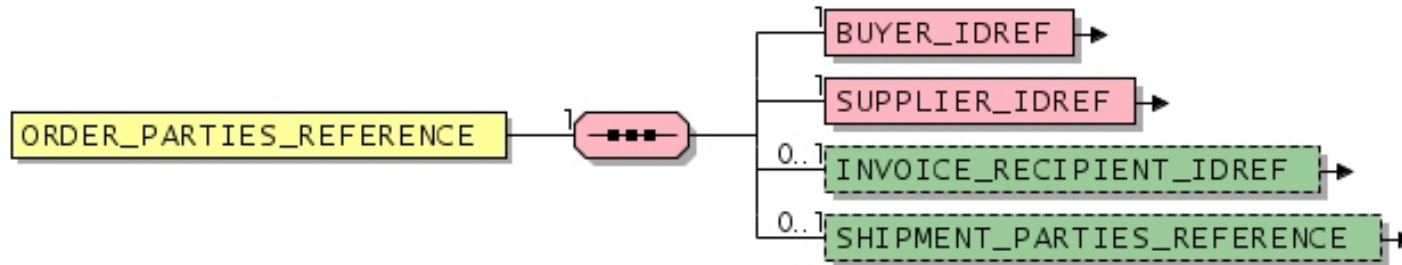 1 BUYER_IDREF
1 SUPPLIER_IDREF
ORDER_PARTIES_REFERENCE 1
0..1 INVOICE_RECIPIENT_IDREF
0..1 SHIPMENT_PARTIES_REFERENCE